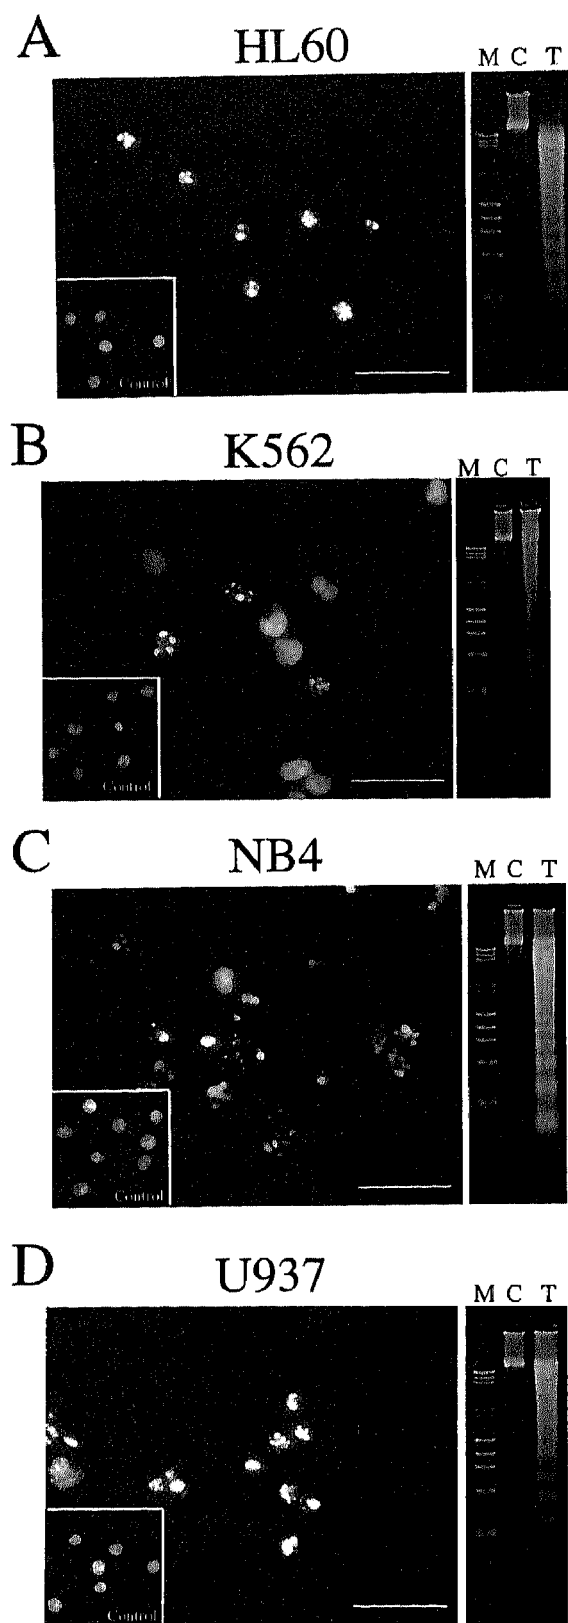 A
HL60
M C T
Control
B
K562
M C T
Control
C
NB4
M C T
Control
D
U937
M C T
Control